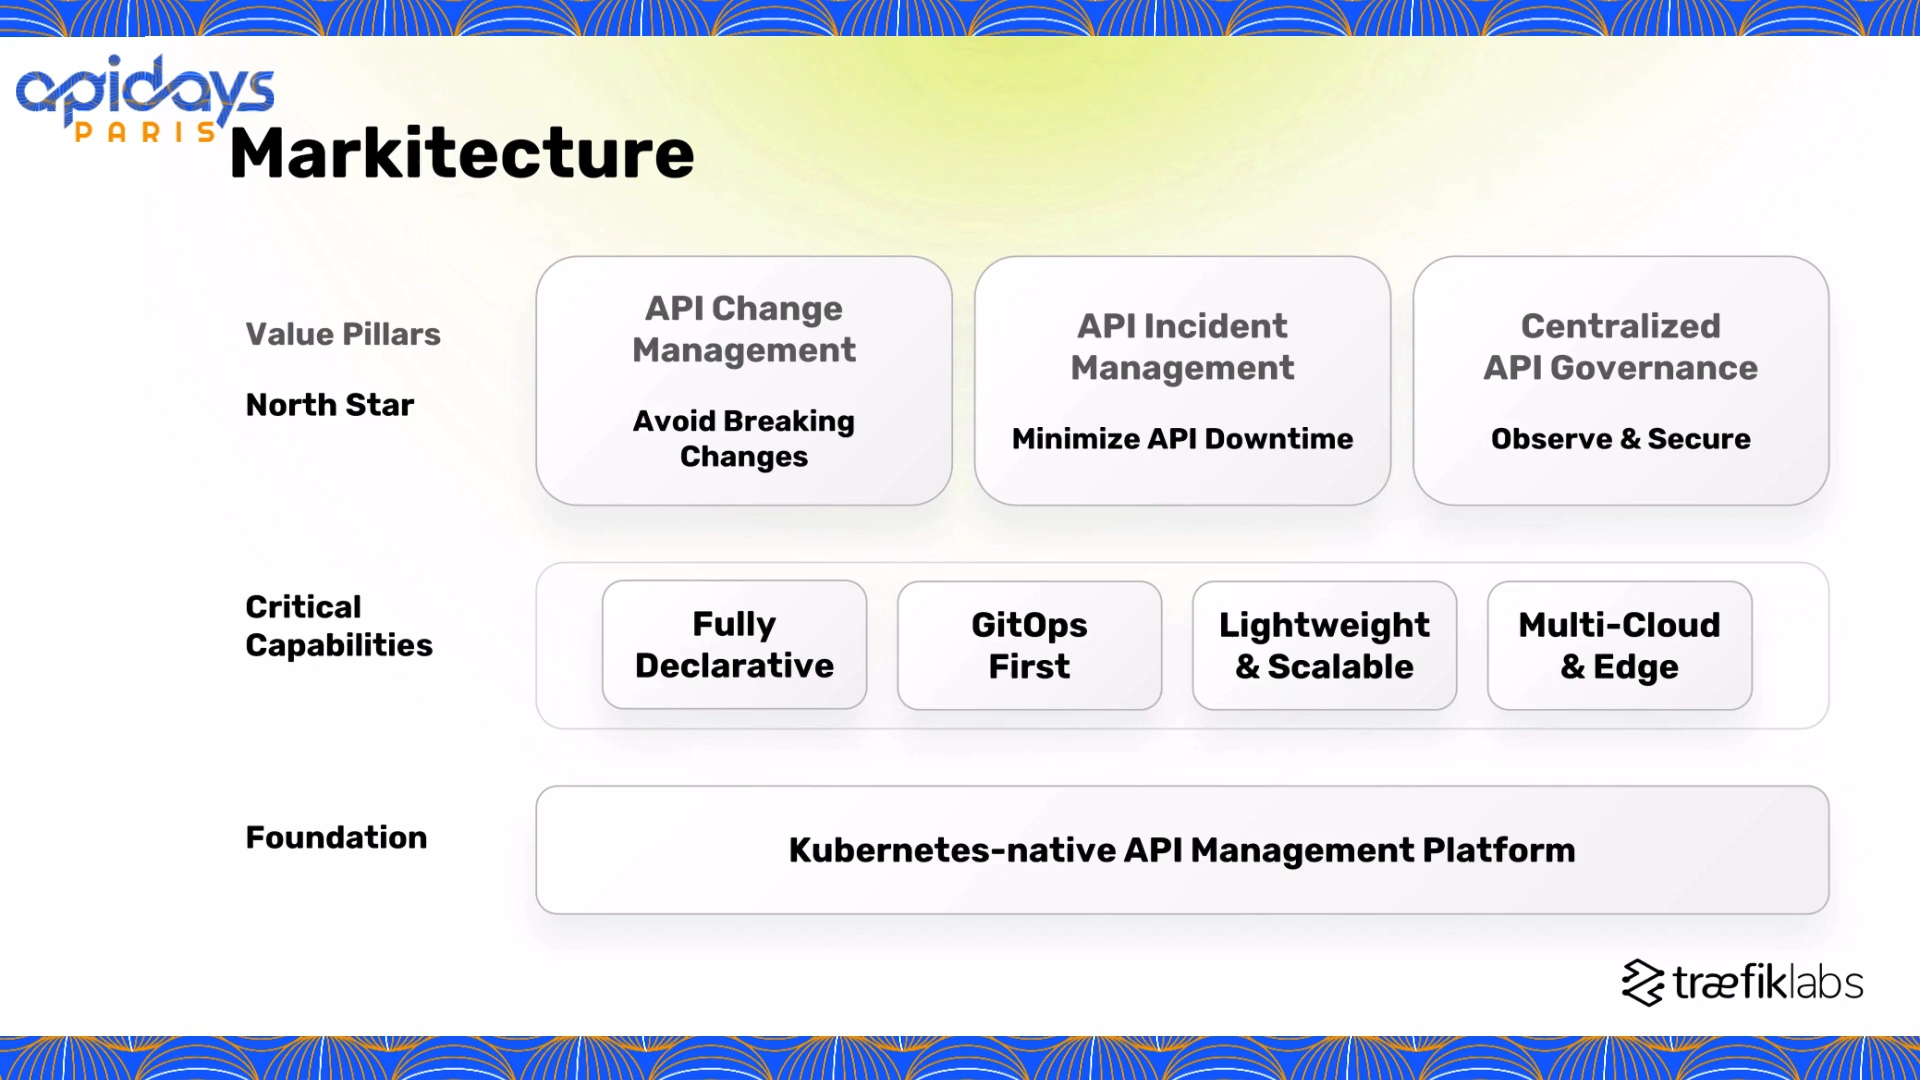 apidays
PARIS
Markitecture
Value Pillars
North Star
API Change
Management
Avoid Breaking
Changes
API Incident
Management
Minimize API Downtime
Centralized
API Governance
Observe & Secure
Critical
Capabilities
Fully
Declarative
GitOps
First
Lightweight
& Scalable
Multi-Cloud
& Edge
Foundation
Kubernetes-native API Management Platform
træfiklabs